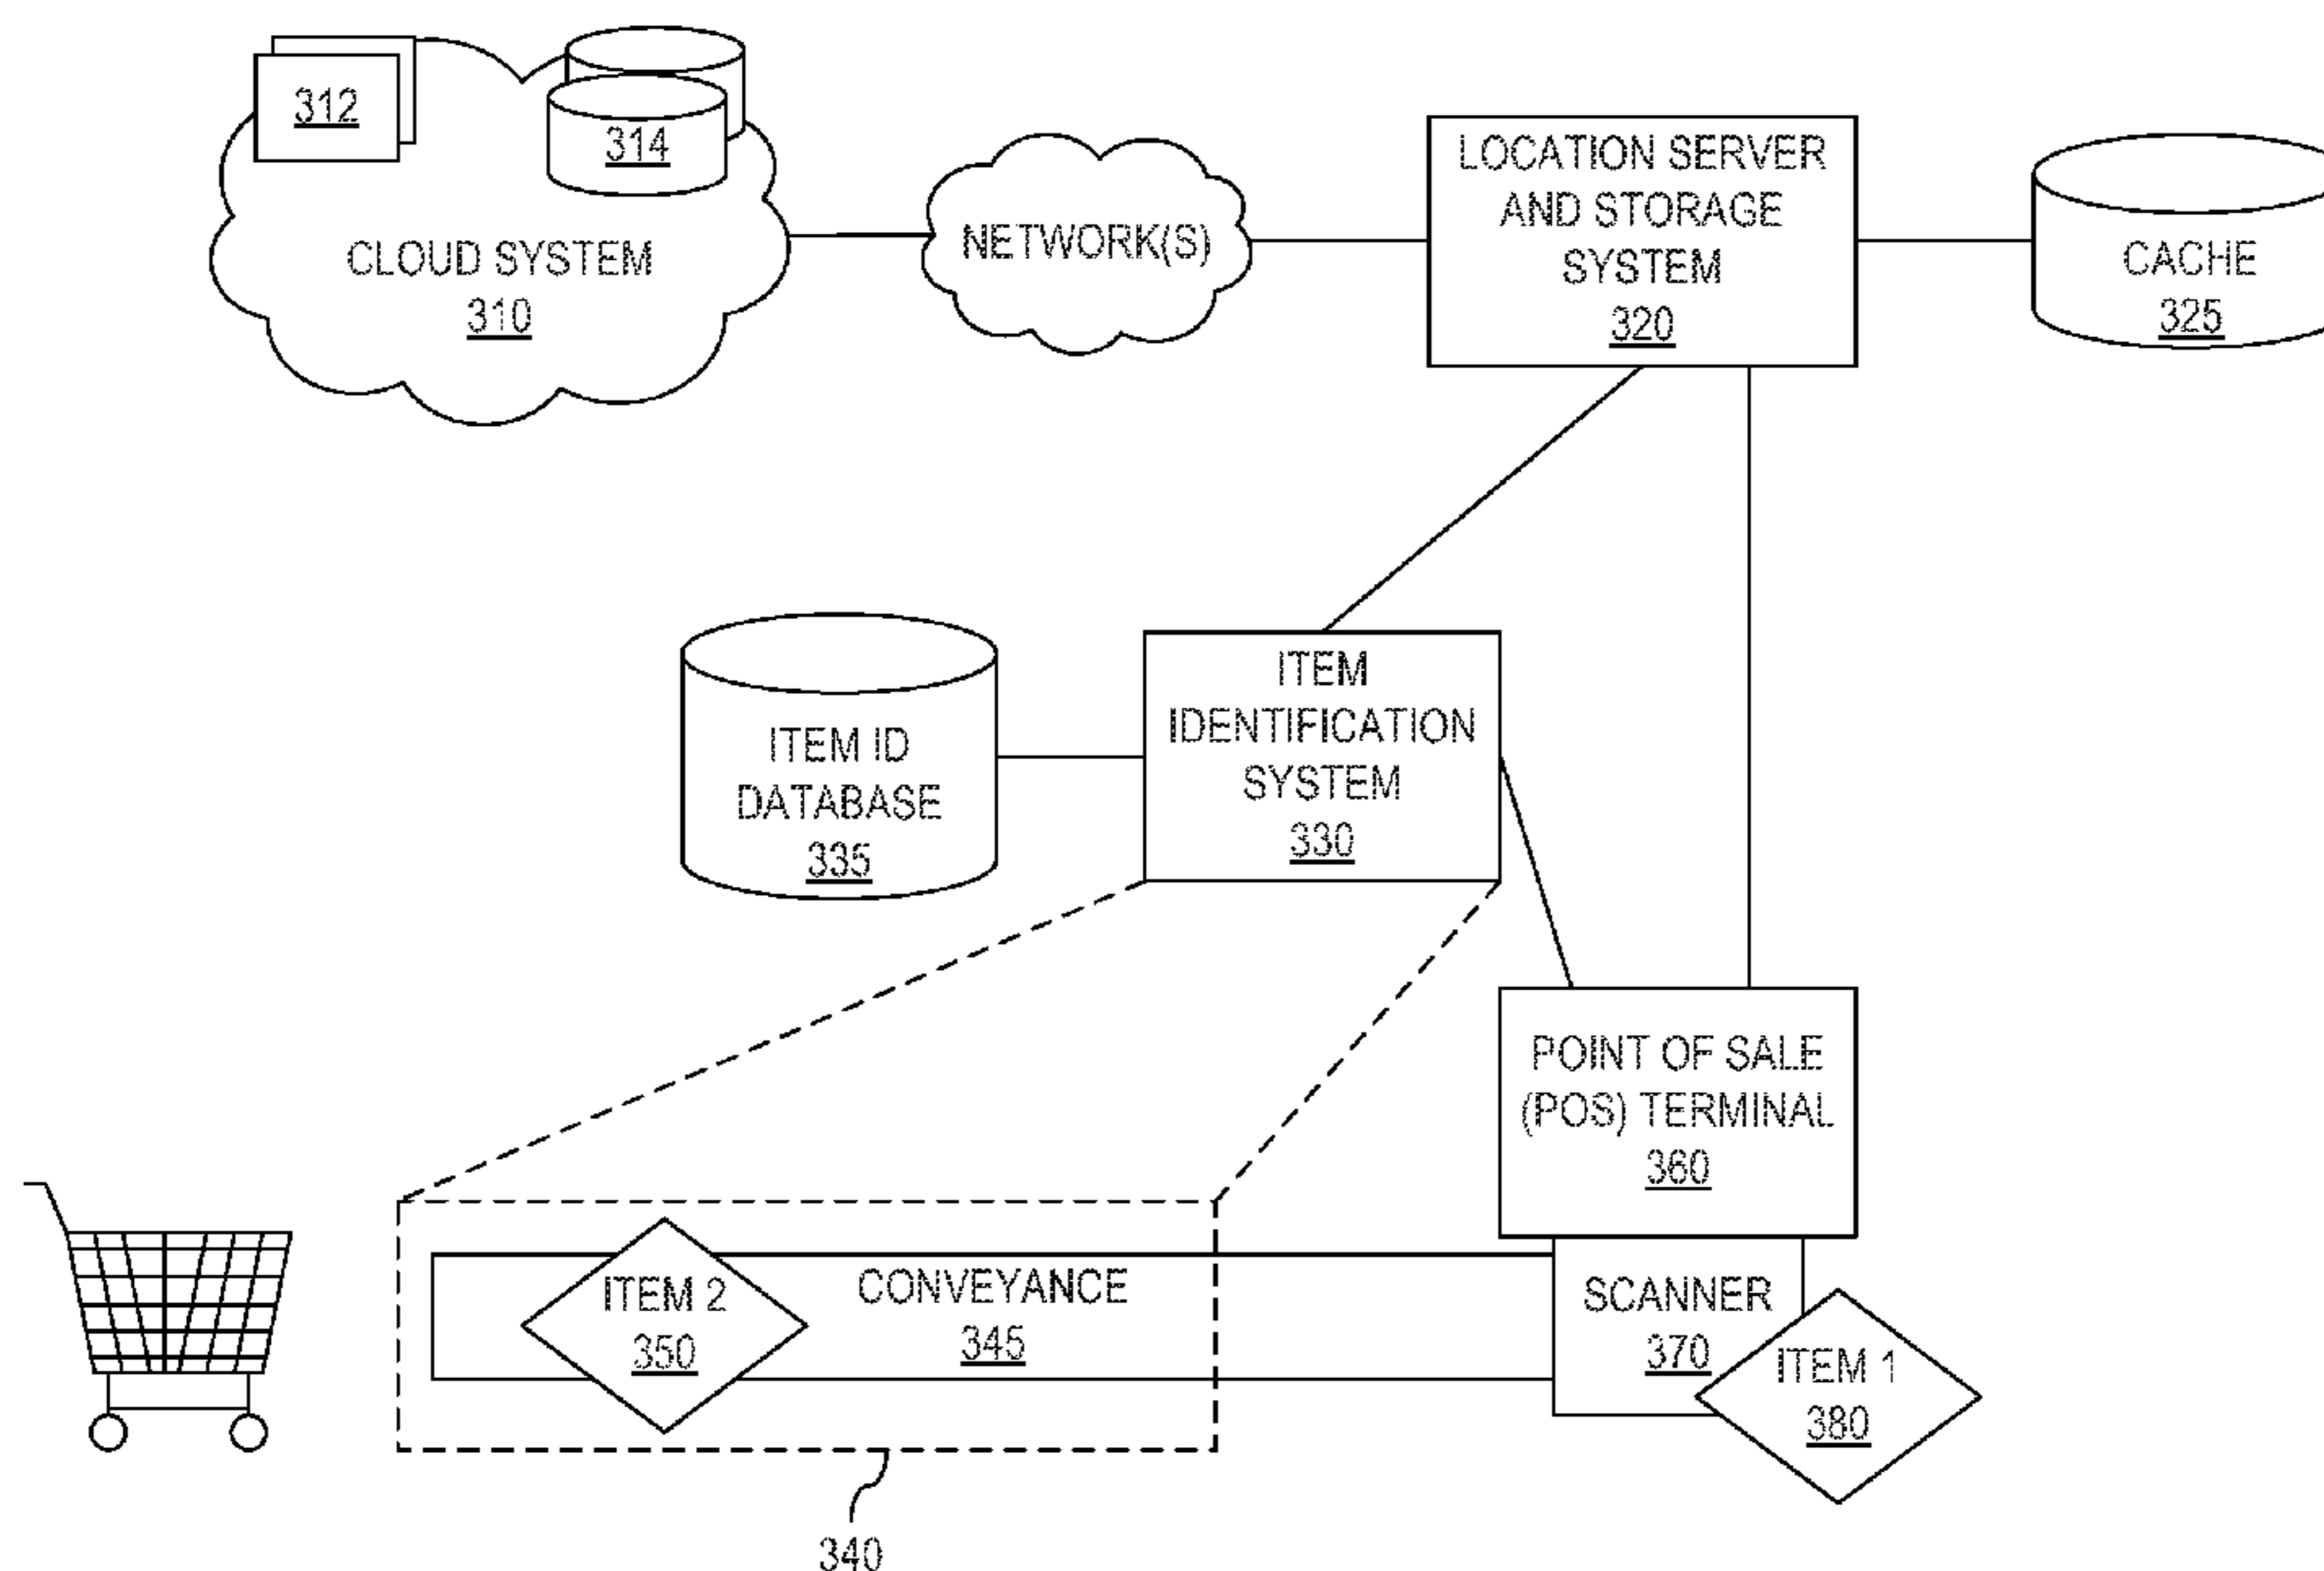 312
314
CLOUD SYSTEM
310
NETWORK(S)
LOCATION SERVER
AND STORAGE
SYSTEM
320
CACHE
325
ITEM ID
DATABASE
335
ITEM
IDENTIFICATION
SYSTEM
330
POINT OF SALE
(POS) TERMINAL
360
ITEM 2
350
CONVEYANCE
345
SCANNER
370
ITEM 1
380
340